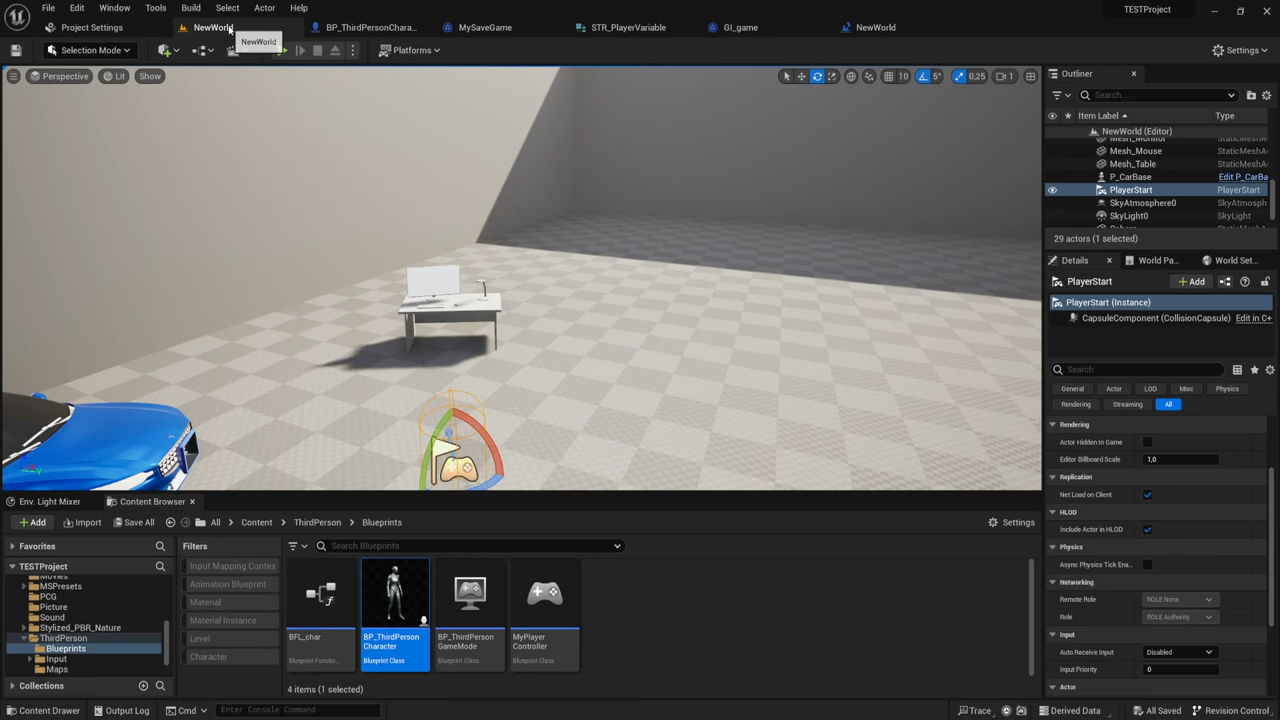 File Edit Window Tools Build Select Actor Help
TESTProject
Project Settings
NewWorld
BP_ThirdPersonChara...
MySaveGame
STR_PlayerVariable
GI_game
NewWorld
NewWorld
Selection Mode
Platforms
Settings
Perspective Lit Show
10 5° 0,25 1
Outliner
Search...
Item Label Type
NewWorld (Editor)
Mesh_Monitor StaticMeshA
Mesh_Mouse StaticMeshA
Mesh_Table StaticMeshA
P_CarBase Edit P_CarBa
PlayerStart PlayerStart
SkyAtmosphere0 SkyAtmosph
SkyLight0 SkyLight
29 actors (1 selected)
Details World Pa... World Set...
PlayerStart Add
PlayerStart (Instance)
CapsuleComponent (CollisionCapsule) Edit in C+
Search
General Actor LOD Misc Physics
Rendering Streaming All
Rendering
Actor Hidden In Game
Editor Billboard Scale 1,0
Replication
Net Load on Client
HLOD
Include Actor in HLOD
Physics
Async Physics Tick Ena...
Networking
Remote Role ROLE None
Role ROLE Authority
Input
Auto Receive Input Disabled
Input Priority 0
Actor
Env. Light Mixer Content Browser
Add Import Save All All Content ThirdPerson Blueprints Settings
Favorites
TESTProject
Movies
MSPresets
PCG
Picture
Sound
Stylized_PBR_Nature
ThirdPerson
Blueprints
Input
Maps
Collections
Filters
Input Mapping Contex
Animation Blueprint
Material
Material Instance
Level
Character
Search Blueprints
BFL_char
Blueprint Functio...
BP_ThirdPerson
Character
Blueprint Class
BP_ThirdPerson
GameMode
Blueprint Class
MyPlayer
Controller
Blueprint Class
4 items (1 selected)
Content Drawer Output Log Cmd Enter Console Command
Trace Derived Data All Saved Revision Control